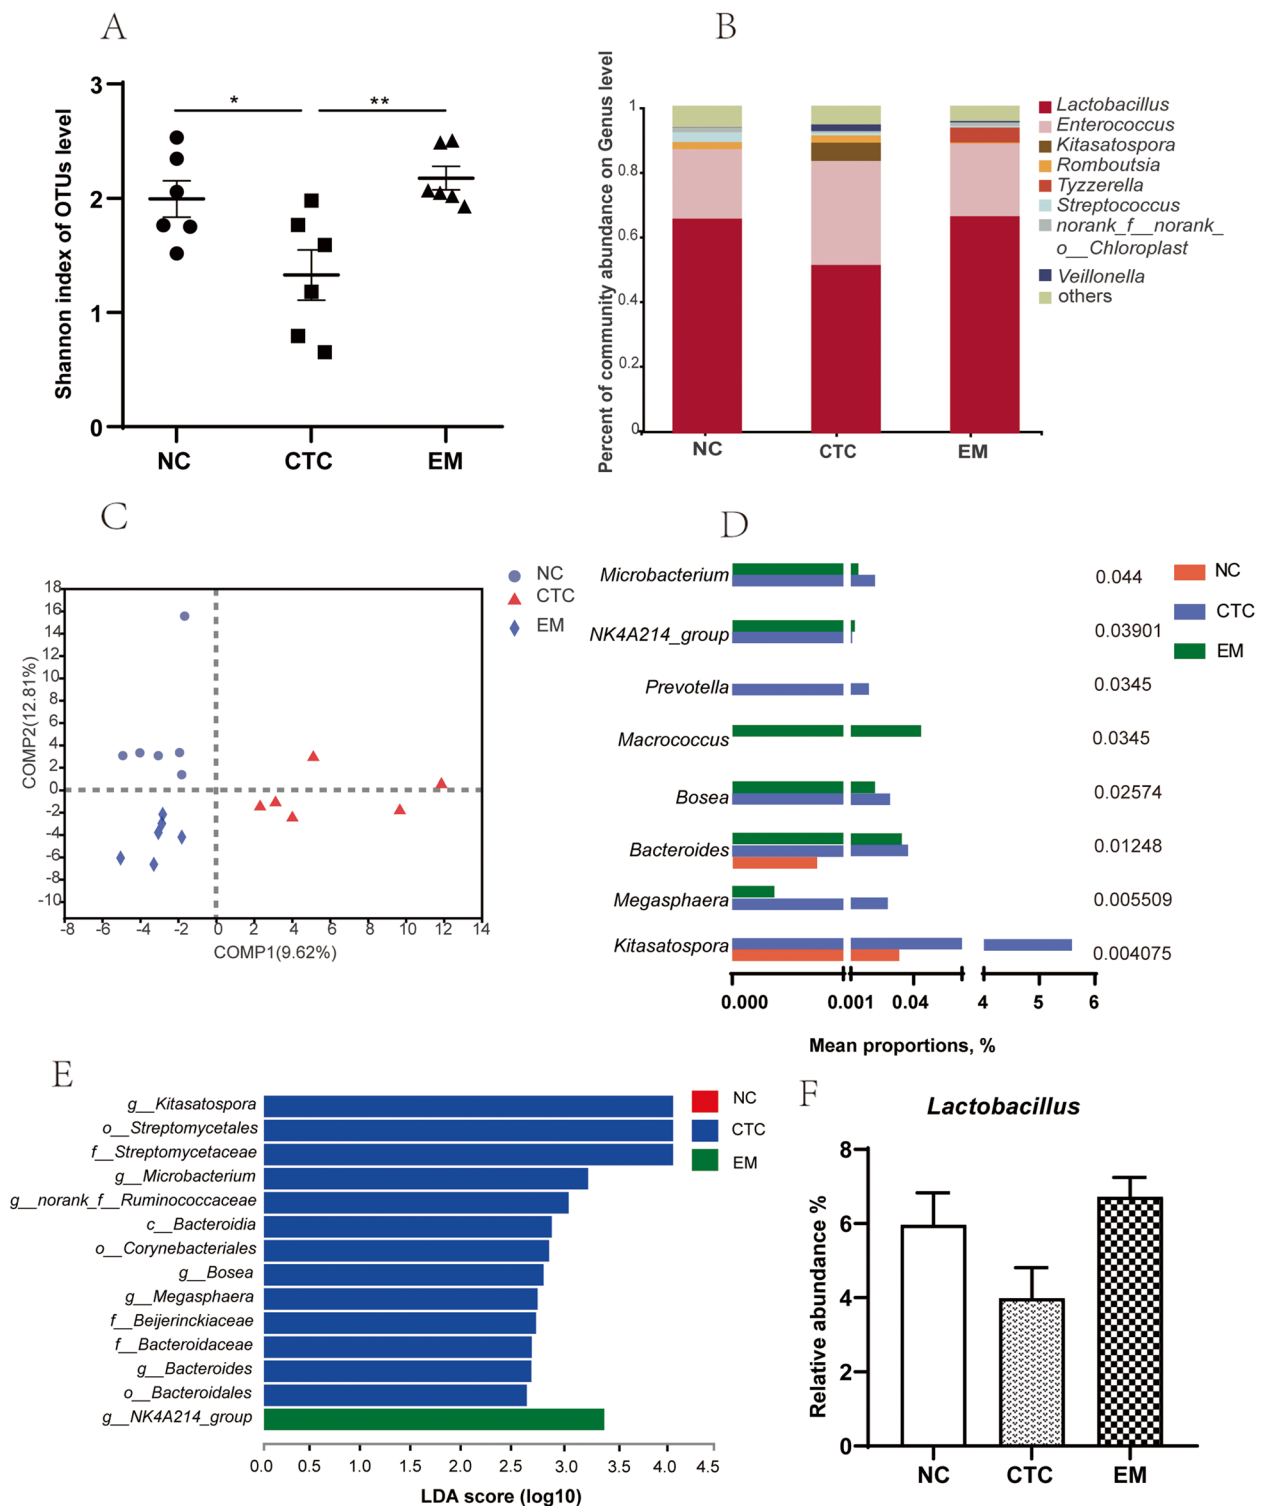 A
Shannon index of OTUs level
3
2
1
0
*
**
NC
CTC
EM
B
Percent of community abundance on Genus level
1
0.8
0.6
0.4
0.2
0
NC
CTC
EM
Lactobacillus
Enterococcus
Kitasatospora
Romboutsia
Tyzzerella
Streptococcus
norank_f__norank_
o__Chloroplast
Veillonella
others
C
COMP2(12.81%)
18
16
14
12
10
8
6
4
2
0
-2
-4
-6
-8
-10
-8
-6
-4
-2
0
2
4
6
8
10
12
14
COMP1(9.62%)
NC
CTC
EM
D
Microbacterium
0.044
NK4A214_group
0.03901
Prevotella
0.0345
Macrococcus
0.0345
Bosea
0.02574
Bacteroides
0.01248
Megasphaera
0.005509
Kitasatospora
0.004075
0.000
0.001
0.04
4
5
6
Mean proportions, %
NC
CTC
EM
E
g__Kitasatospora
o__Streptomycetales
f__Streptomycetaceae
g__Microbacterium
g__norank_f__Ruminococcaceae
c__Bacteroidia
o__Corynebacteriales
g__Bosea
g__Megasphaera
f__Beijerinckiaceae
f__Bacteroidaceae
g__Bacteroides
o__Bacteroidales
g__NK4A214_group
0.0
0.5
1.0
1.5
2.0
2.5
3.0
3.5
4.0
4.5
LDA score (log10)
NC
CTC
EM
F
Lactobacillus
Relative abundance %
8
6
4
2
0
NC
CTC
EM